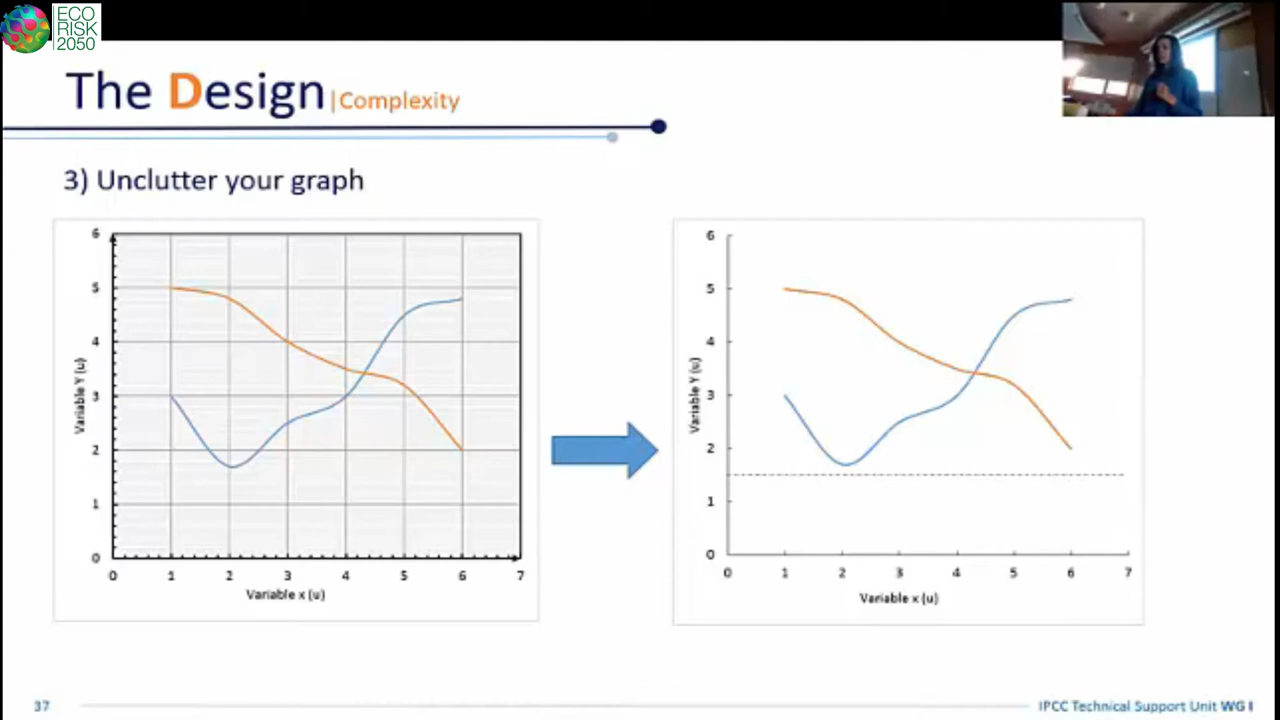 ECO
RISK
2050
The Design|Complexity
3) Unclutter your graph
6
5
4
3
2
1
0
Variable Y (u)
0 1 2 3 4 5 6 7
Variable x (u)
6
5
4
3
2
1
0
Variable Y (u)
0 1 2 3 4 5 6 7
Variable x (u)
37
IPCC Technical Support Unit WG I